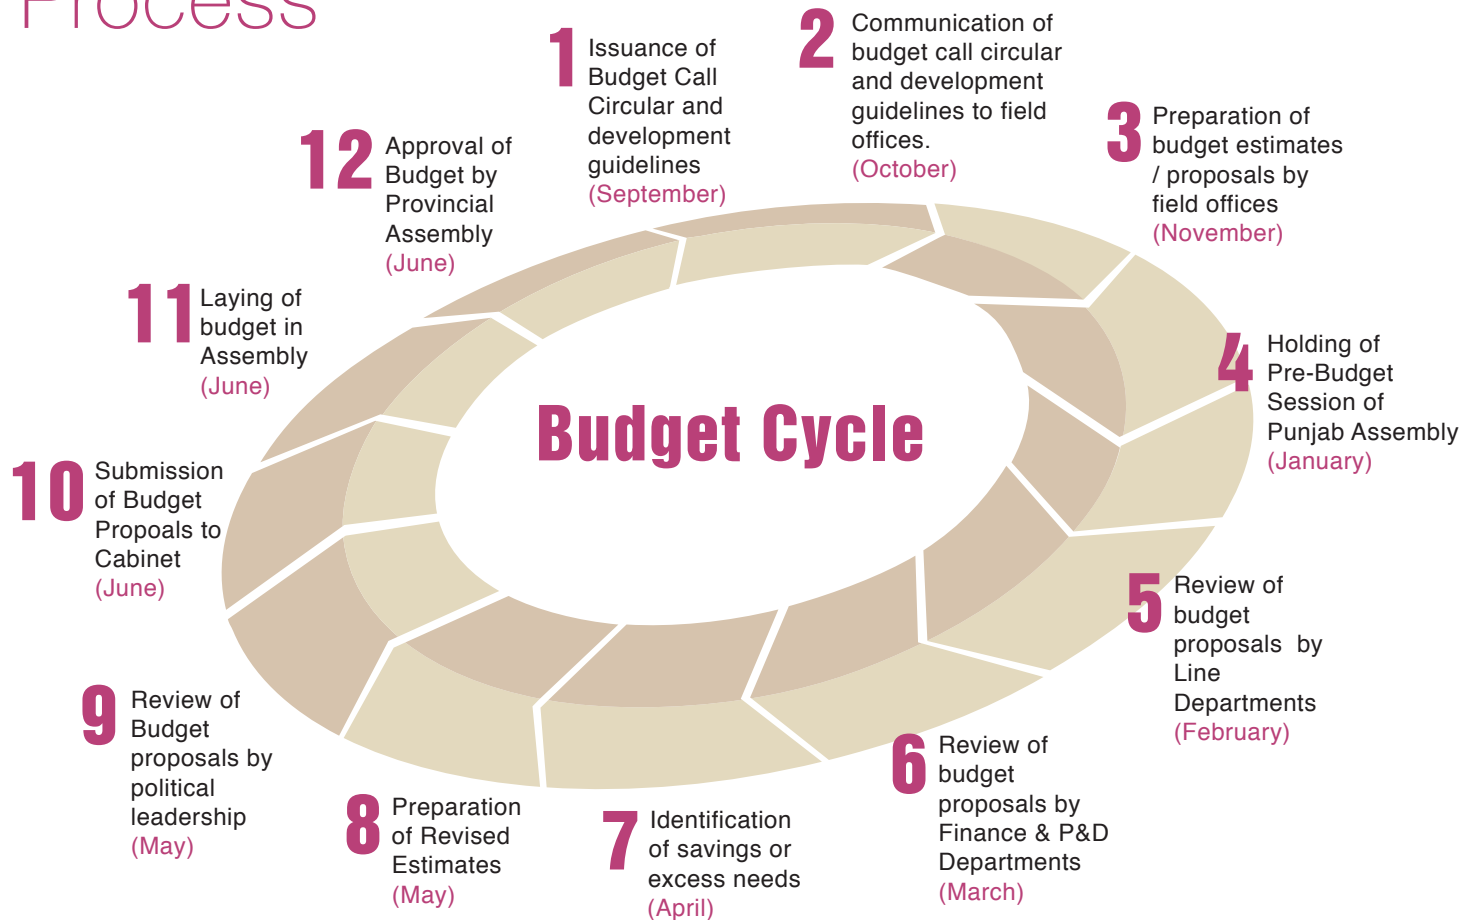 Process
1
Issuance of
Budget Call
Circular and
development
guidelines
(September)
2
Communication of
budget call circular
and development
guidelines to field
offices.
(October)
3
Preparation of
budget estimates
/ proposals by
field offices
(November)
4
Holding of
Pre-Budget
Session of
Punjab Assembly
(January)
5
Review of
budget
proposals by
Line
Departments
(February)
6
Review of
budget
proposals by
Finance & P&D
Departments
(March)
7
Identification
of savings or
excess needs
(April)
8
Preparation
of Revised
Estimates
(May)
9
Review of
Budget
proposals by
political
leadership
(May)
10
Submission
of Budget
Propoals to
Cabinet
(June)
11
Laying of
budget in
Assembly
(June)
12
Approval of
Budget by
Provincial
Assembly
(June)
Budget Cycle